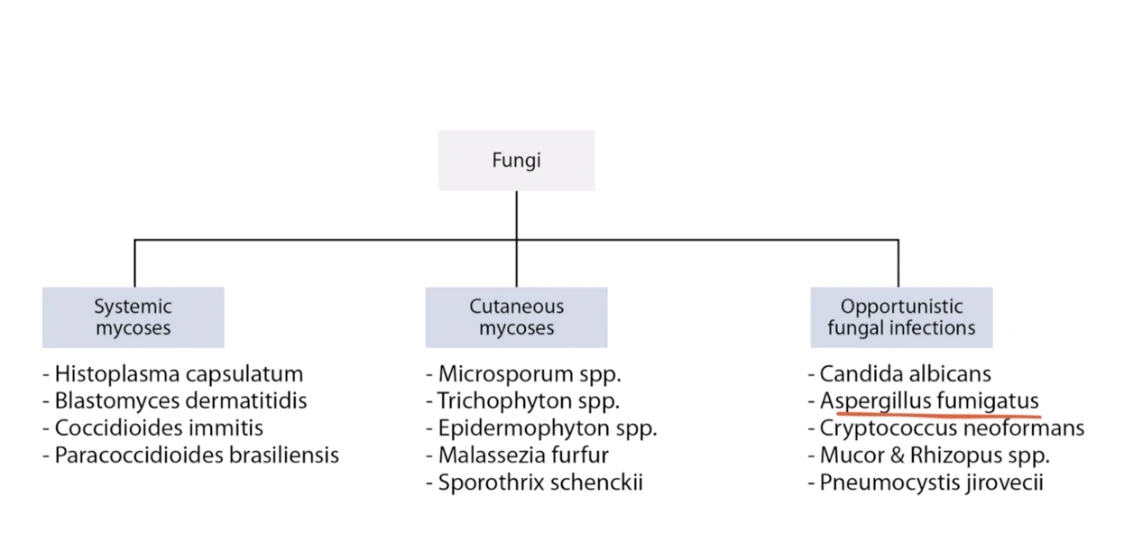 Fungi
Systemic
mycoses
- Histoplasma capsulatum
- Blastomyces dermatitidis
- Coccidioides immitis
- Paracoccidioides brasiliensis
Cutaneous
mycoses
- Microsporum spp.
- Trichophyton spp.
- Epidermophyton spp.
- Malassezia furfur
- Sporothrix schenckii
Opportunistic
fungal infections
- Candida albicans
- Aspergillus fumigatus
- Cryptococcus neoformans
- Mucor & Rhizopus spp.
- Pneumocystis jirovecii